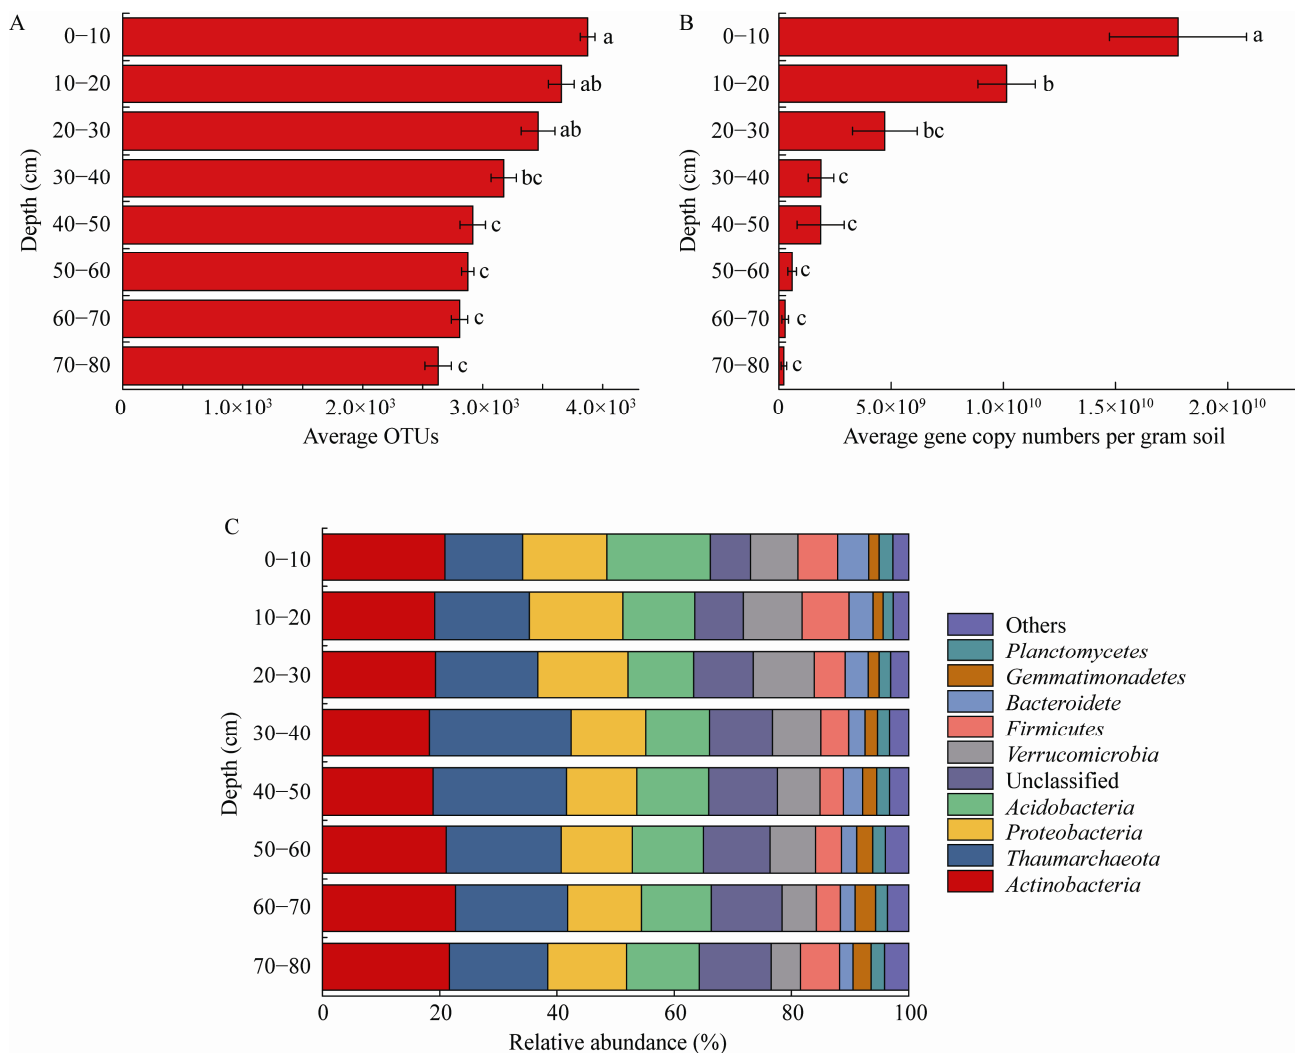 A
0−10
a
10−20
ab
20−30
ab
30−40
bc
40−50
c
50−60
c
60−70
c
70−80
c
Depth (cm)
0
1.0×10³
2.0×10³
3.0×10³
4.0×10³
Average OTUs
B
0−10
a
10−20
b
20−30
bc
30−40
c
40−50
c
50−60
c
60−70
c
70−80
c
Depth (cm)
0
5.0×10⁹
1.0×10¹⁰
1.5×10¹⁰
2.0×10¹⁰
Average gene copy numbers per gram soil
C
0−10
10−20
20−30
30−40
40−50
50−60
60−70
70−80
Depth (cm)
0
20
40
60
80
100
Relative abundance (%)
Others
Planctomycetes
Gemmatimonadetes
Bacteroidete
Firmicutes
Verrucomicrobia
Unclassified
Acidobacteria
Proteobacteria
Thaumarchaeota
Actinobacteria